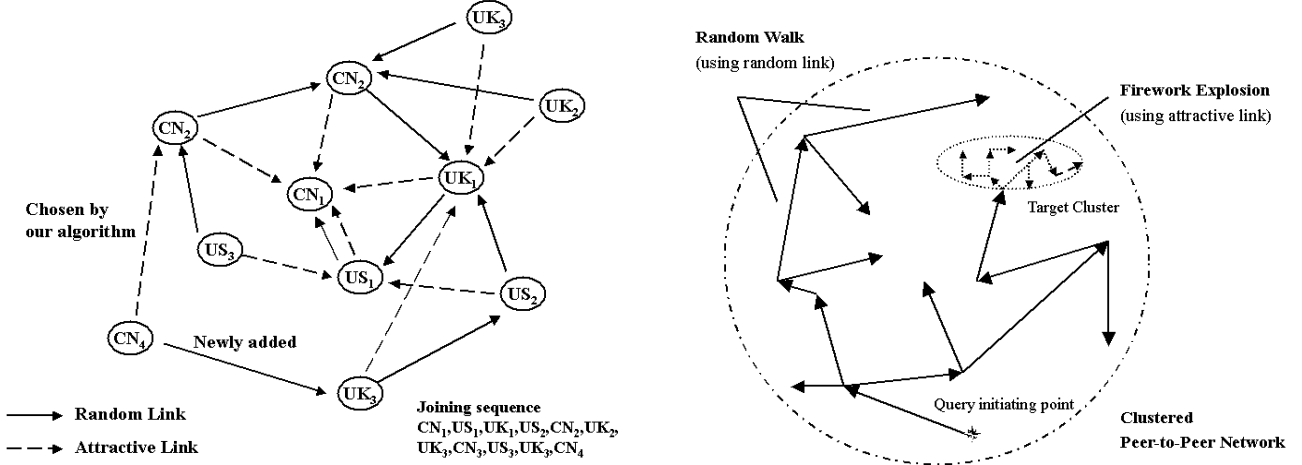 UK3
CN2
UK2
CN2
UK1
CN1
Chosen by
our algorithm
US3
US1
US2
CN4
Newly added
UK3
Random Link
Attractive Link
Joining sequence
CN1,US1,UK1,US2,CN2,UK2,
UK3,CN3,US3,UK3,CN4
Random Walk
(using random link)
Firework Explosion
(using attractive link)
Target Cluster
Query initiating point
Clustered
Peer-to-Peer Network